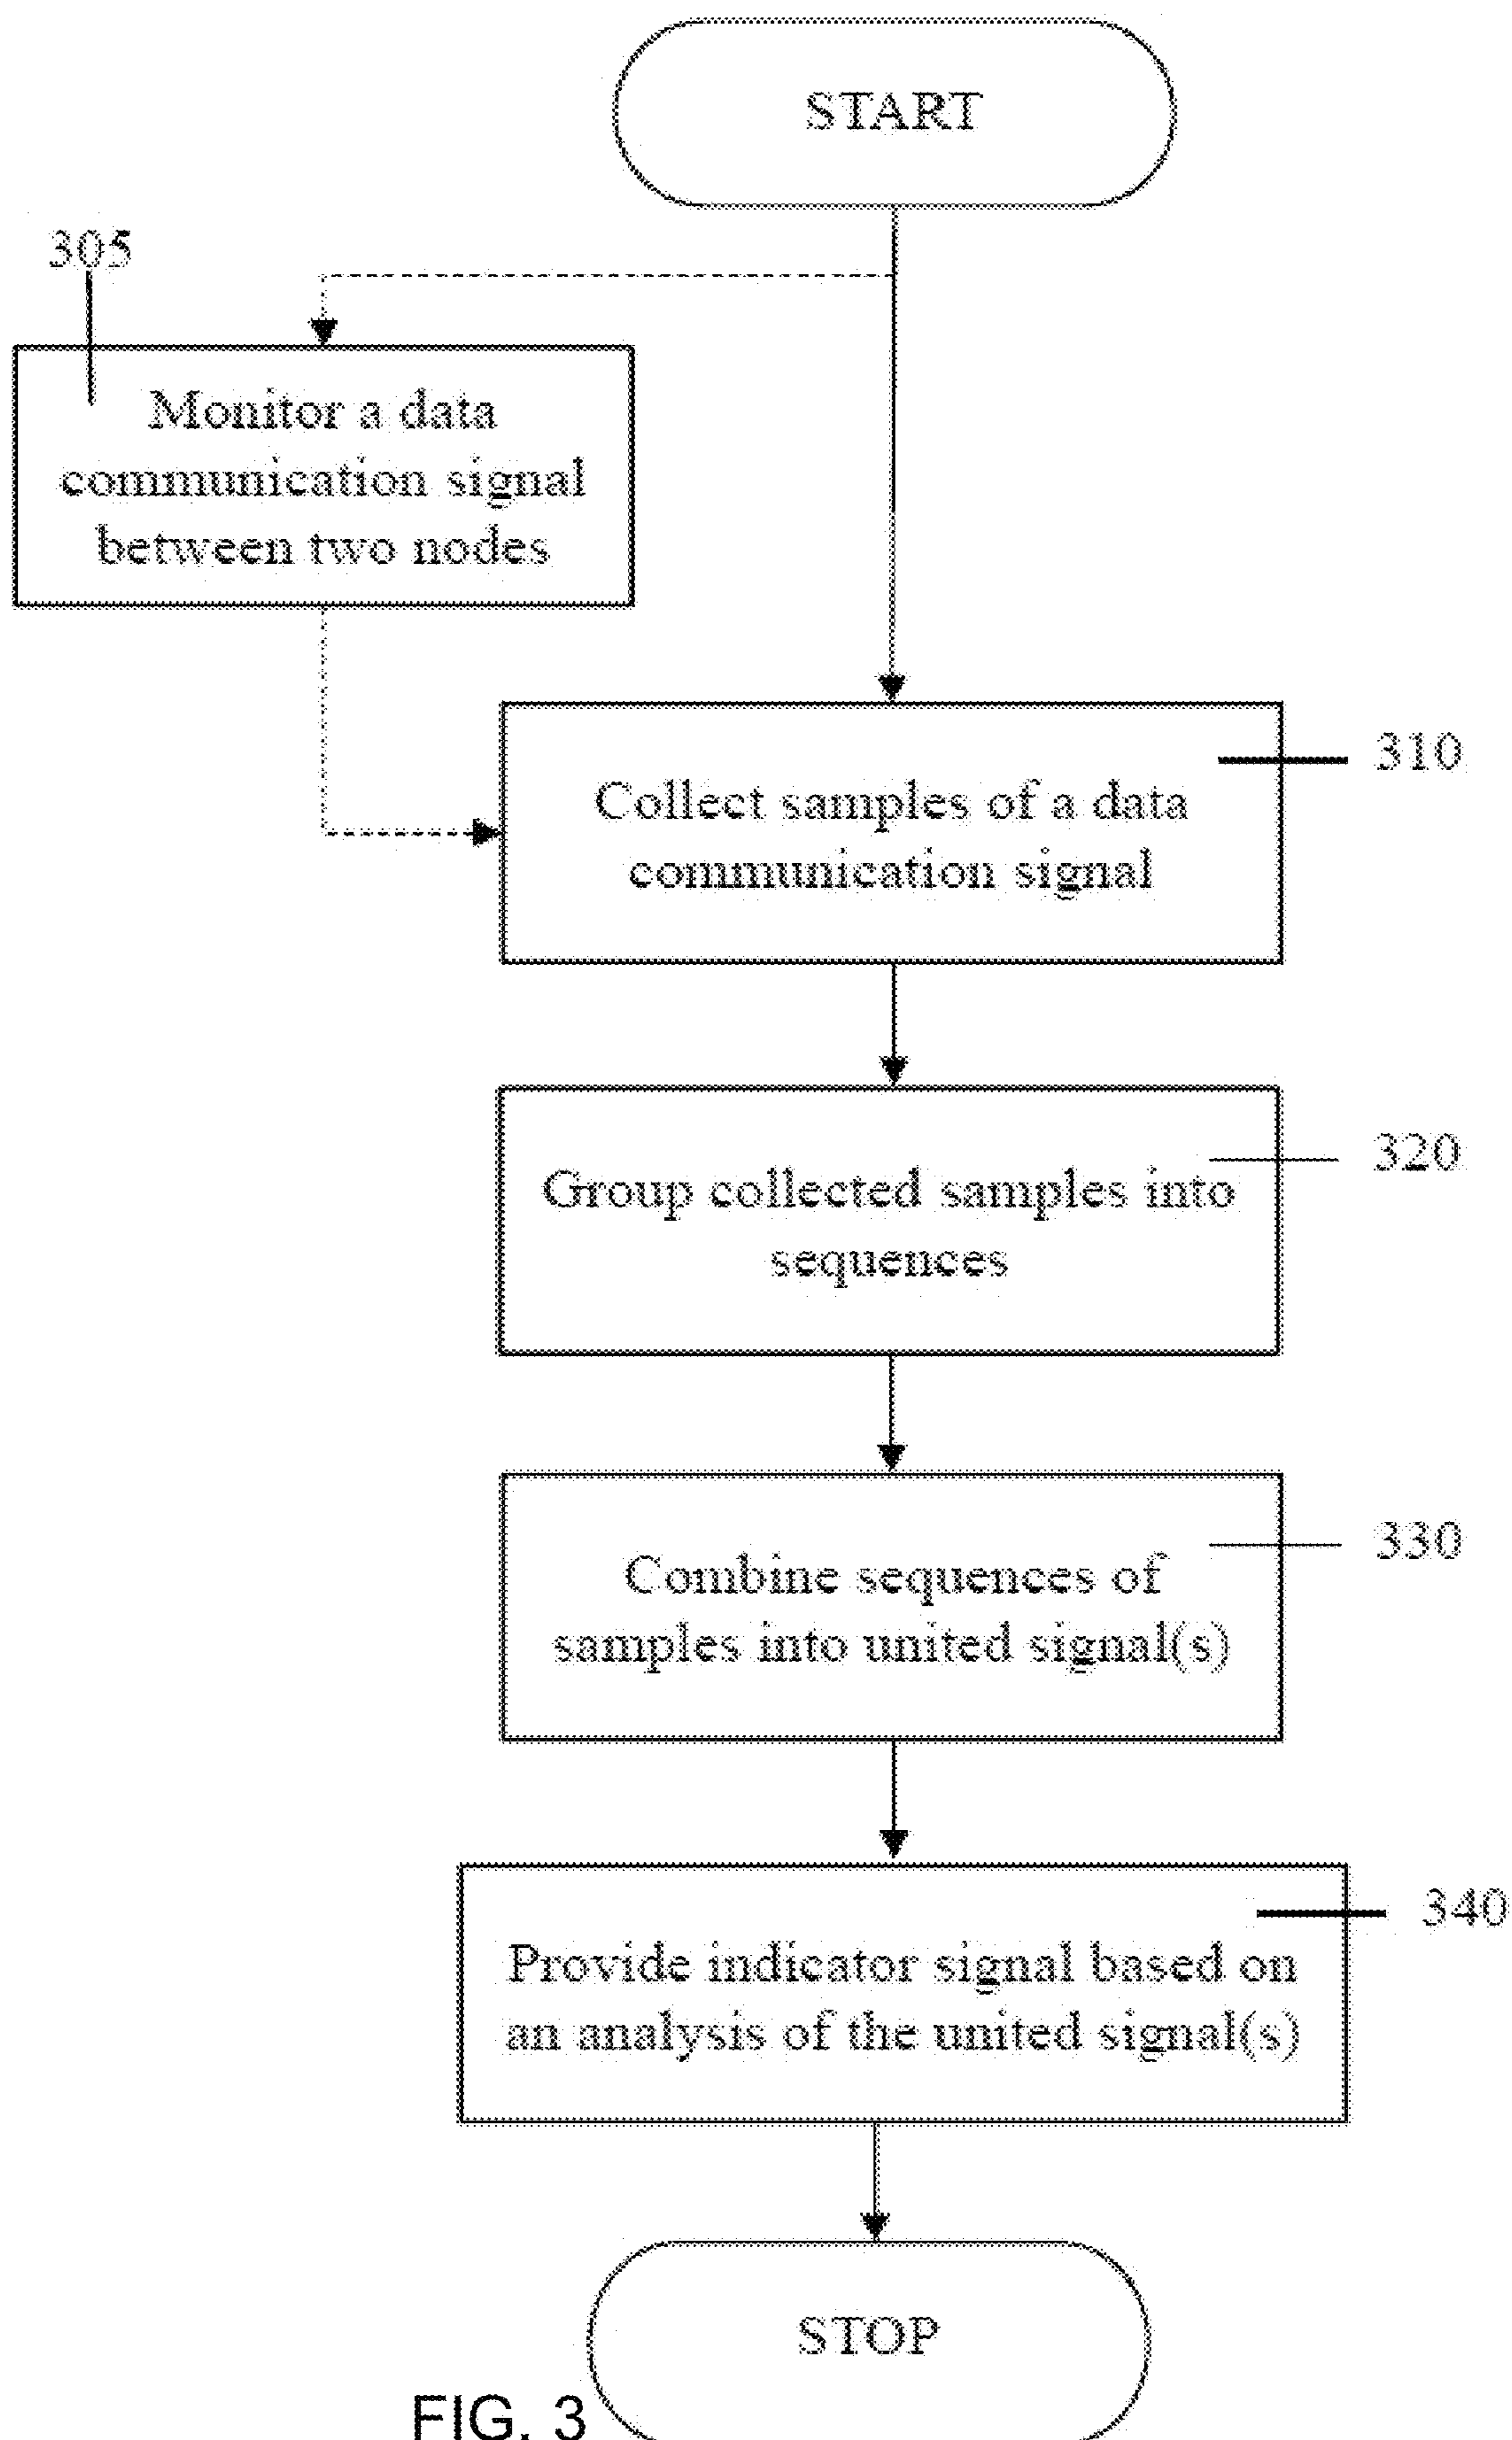 START
305
Monitor a data
communication signal
between two nodes
310
Collect samples of a data
communication signal
320
Group collected samples into
sequences
330
Combine sequences of
samples into united signal(s)
340
Provide indicator signal based on
an analysis of the united signal(s)
STOP
FIG. 3